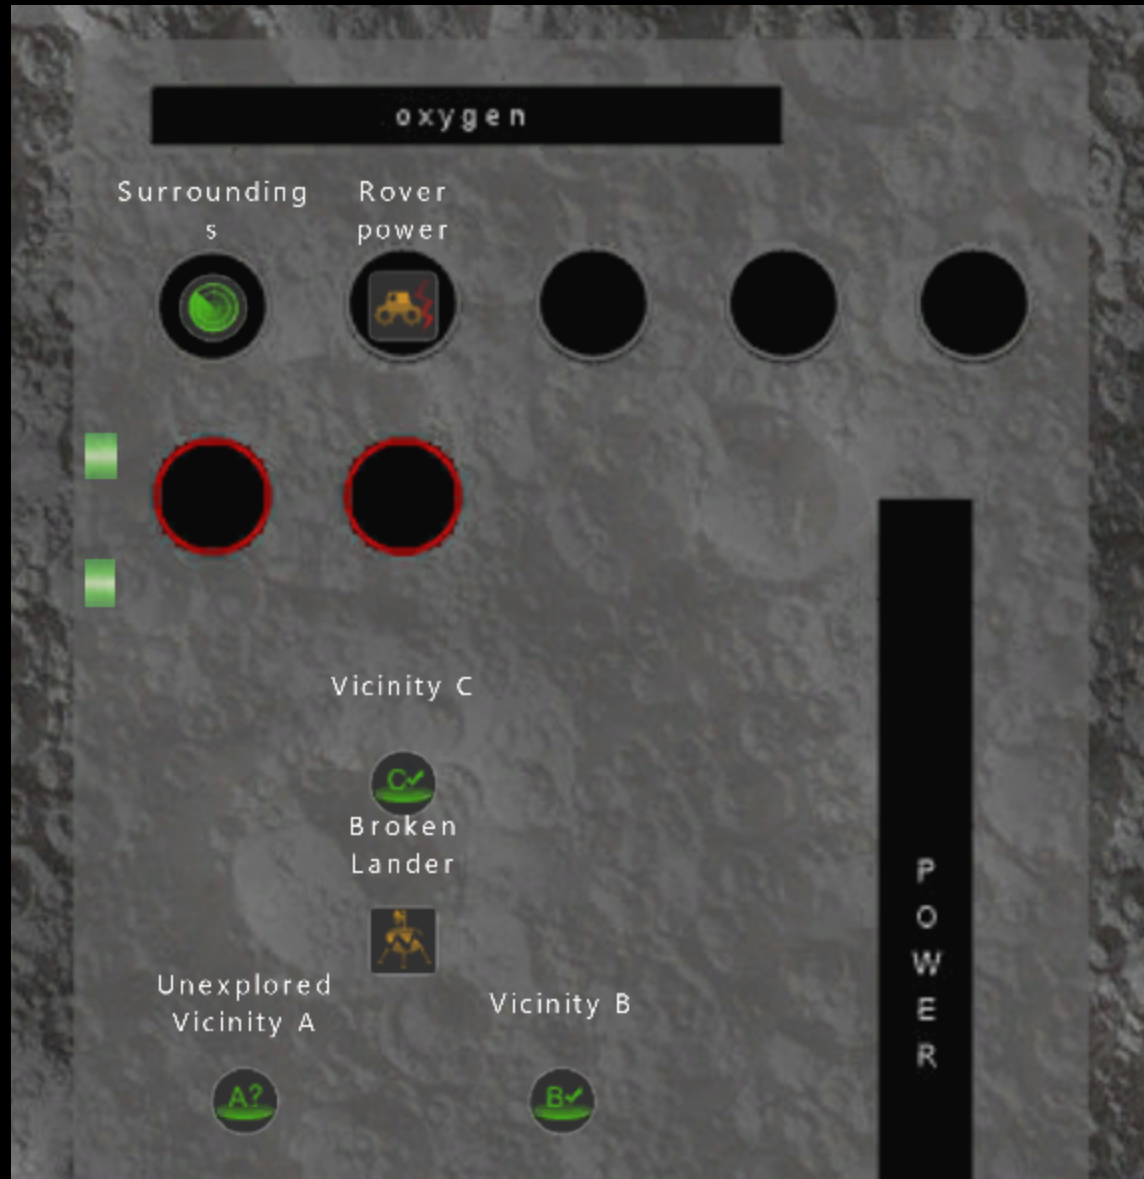 oxygen
Surrounding
s
Rover
power
Vicinity C
C✓
Broken
Lander
Unexplored
Vicinity A
A?
Vicinity B
B✓
P
O
W
E
R